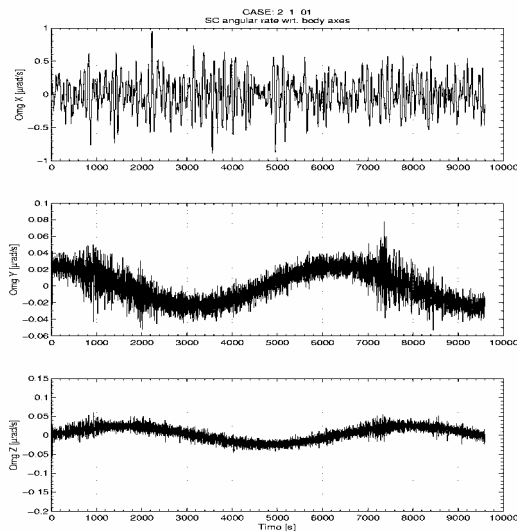 CASE: 2 1 01
SC angular rate wrt. body axes
Omg X [μrad/s]
1
0.5
0
−0.5
−1
0 1000 2000 3000 4000 5000 6000 7000 8000 9000 10000
Omg Y [μrad/s]
0.1
0.08
0.06
0.04
0.02
0
−0.02
−0.04
−0.06
0 1000 2000 3000 4000 5000 6000 7000 8000 9000 10000
Omg Z [μrad/s]
0.15
0.1
0.05
0
−0.05
−0.1
−0.15
−0.2
0 1000 2000 3000 4000 5000 6000 7000 8000 9000 10000
Time [s]